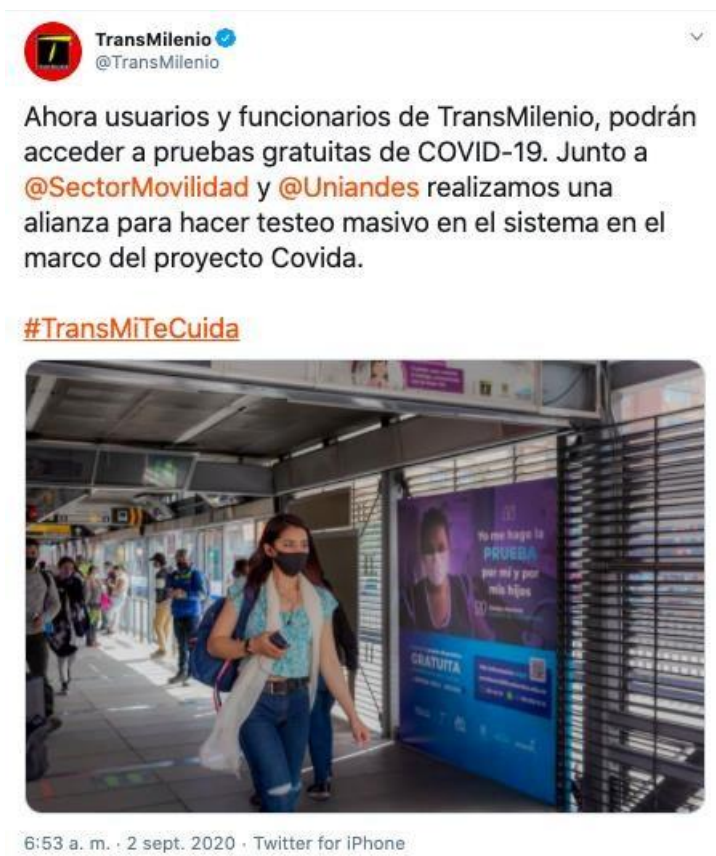 TransMilenio
@TransMilenio
Ahora usuarios y funcionarios de TransMilenio, podrán
acceder a pruebas gratuitas de COVID-19. Junto a
@SectorMovilidad y @Uniandes realizamos una
alianza para hacer testeo masivo en el sistema en el
marco del proyecto Covida.
#TransMiTeCuida
Yo me hago la
PRUEBA
por mí y por
mis hijos
GRATUITA
6:53 a. m. · 2 sept. 2020 · Twitter for iPhone